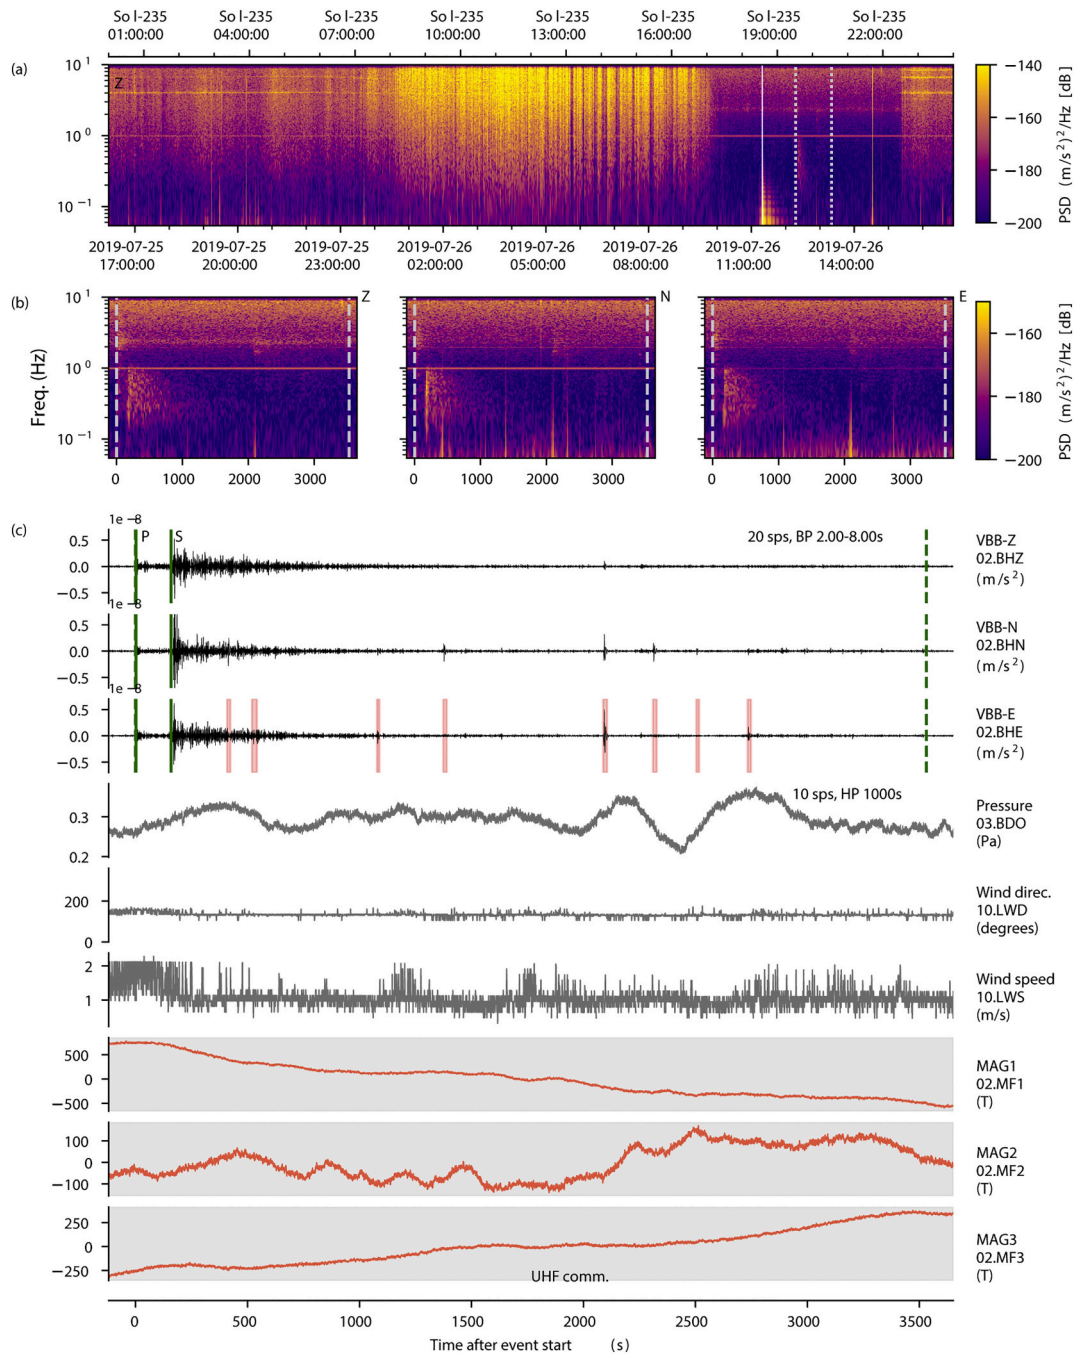 So l-235 So l-235 So l-235 So l-235 So l-235 So l-235 So l-235 So l-235
01:00:00 04:00:00 07:00:00 10:00:00 13:00:00 16:00:00 19:00:00 22:00:00
(a)
Z
10 1
10 0
10 −1
−140
−160
−180
−200
PSD (m/s²)²/Hz [dB]
2019-07-25 2019-07-25 2019-07-25 2019-07-26 2019-07-26 2019-07-26 2019-07-26 2019-07-26
17:00:00 20:00:00 23:00:00 02:00:00 05:00:00 08:00:00 11:00:00 14:00:00
(b)
Z N E
Freq. (Hz)
10 1
10 0
10 −1
0 1000 2000 3000
0 1000 2000 3000
0 1000 2000 3000
−160
−180
−200
PSD (m/s²)²/Hz [dB]
(c)
1e −8
P S
20 sps, BP 2.00-8.00s
0.5
0.0
−0.5
VBB-Z
02.BHZ
(m/s²)
1e −8
0.5
0.0
−0.5
VBB-N
02.BHN
(m/s²)
1e −8
0.5
0.0
−0.5
VBB-E
02.BHE
(m/s²)
10 sps, HP 1000s
0.3
0.2
Pressure
03.BDO
(Pa)
200
0
Wind direc.
10.LWD
(degrees)
2
1
Wind speed
10.LWS
(m/s)
500
0
−500
MAG1
02.MF1
(T)
100
0
−100
MAG2
02.MF2
(T)
250
0
−250
MAG3
02.MF3
(T)
UHF comm.
0 500 1000 1500 2000 2500 3000 3500
Time after event start (s)